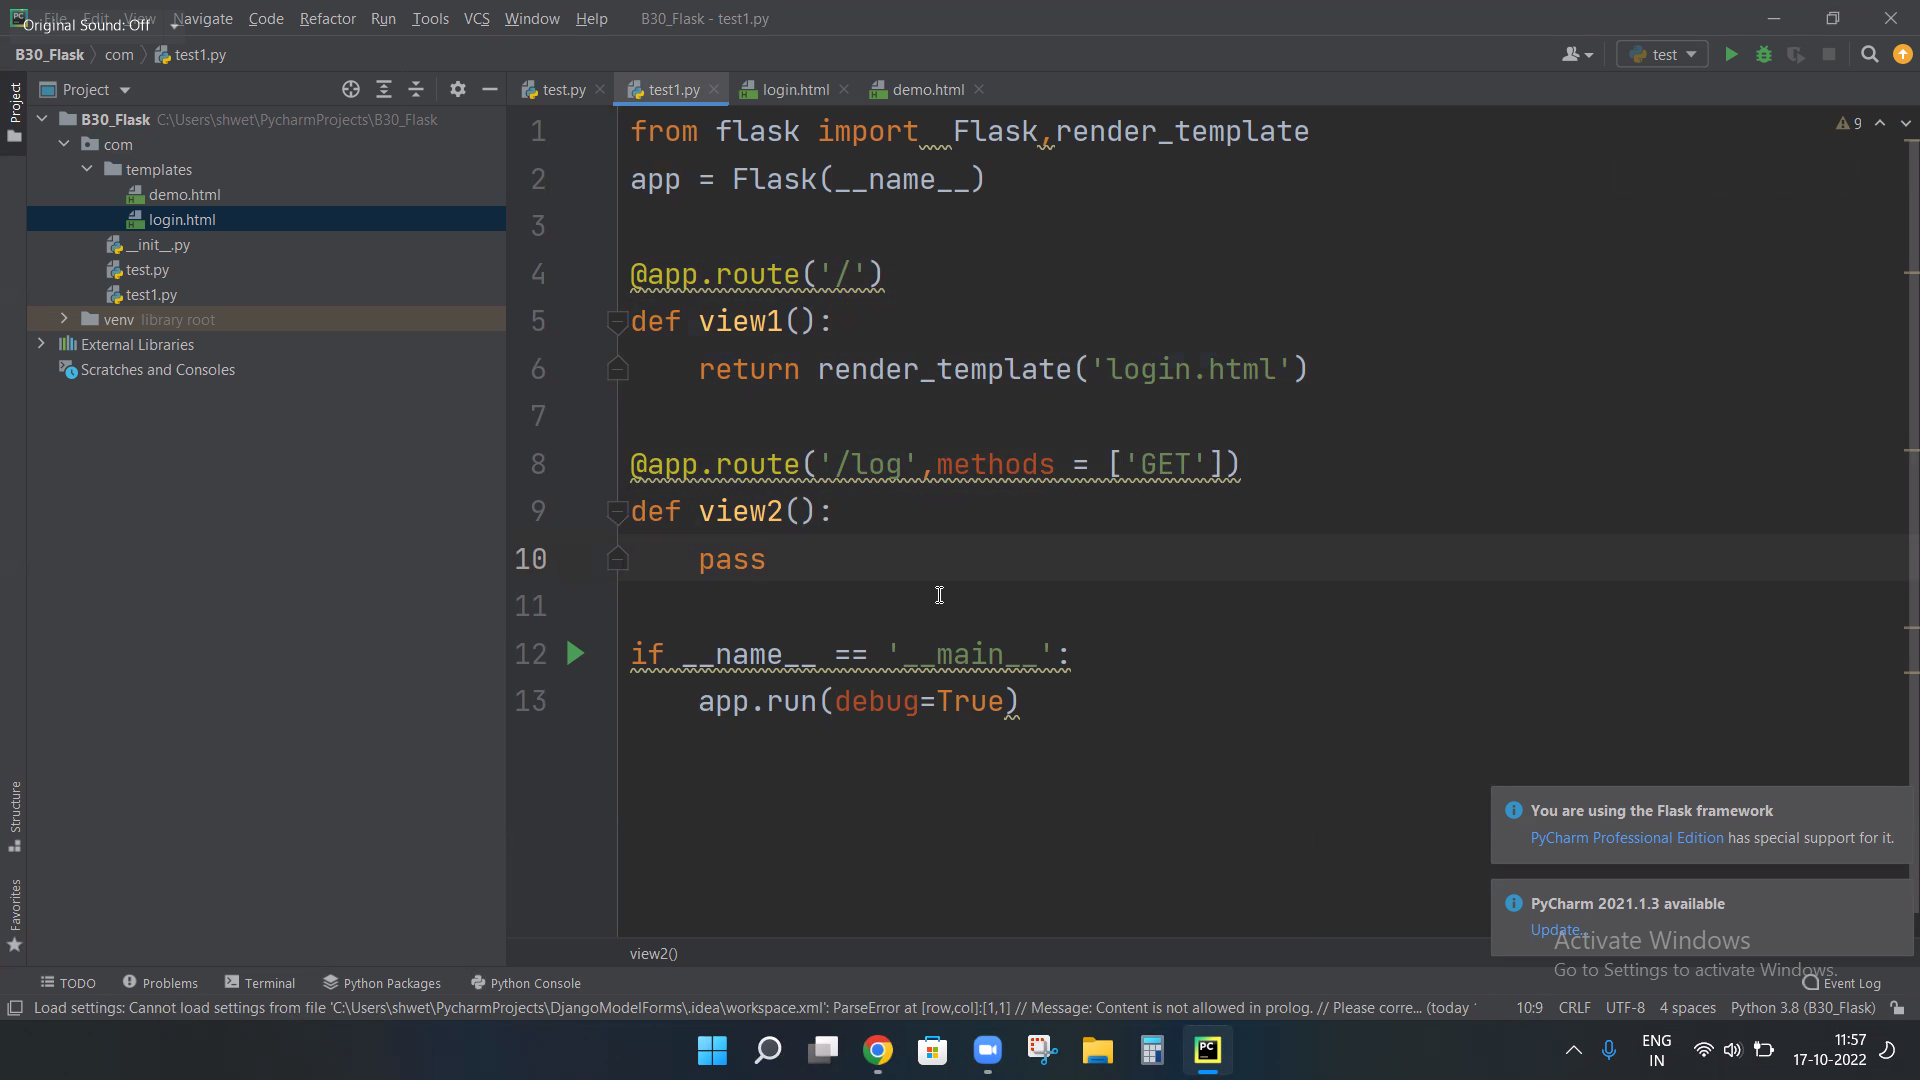 File Edit View Navigate Code Refactor Run Tools VCS Window Help B30_Flask - test1.py
Original Sound: Off
B30_Flask com test1.py
test
Project
Project
test.py
test1.py
login.html
demo.html
B30_Flask C:\Users\shwet\PycharmProjects\B30_Flask
com
templates
demo.html
login.html
__init__.py
test.py
test1.py
venv library root
External Libraries
Scratches and Consoles
1 from flask import  Flask,render_template
2 app = Flask(__name__)
3
4 @app.route('/')
5 def view1():
6 return render_template('login.html')
7
8 @app.route('/log',methods = ['GET'])
9 def view2():
10 pass
11
12 if __name__ == '__main__':
13 app.run(debug=True)
9
Structure
Favorites
You are using the Flask framework
PyCharm Professional Edition has special support for it.
PyCharm 2021.1.3 available
Update...
Activate Windows
Go to Settings to activate Windows.
view2()
TODO Problems Terminal Python Packages Python Console Event Log
Load settings: Cannot load settings from file 'C:\Users\shwet\PycharmProjects\DjangoModelForms\.idea\workspace.xml': ParseError at [row,col]:[1,1] // Message: Content is not allowed in prolog. // Please corre... (today 10:9 CRLF UTF-8 4 spaces Python 3.8 (B30_Flask)
PC
ENG
IN
11:57
17-10-2022